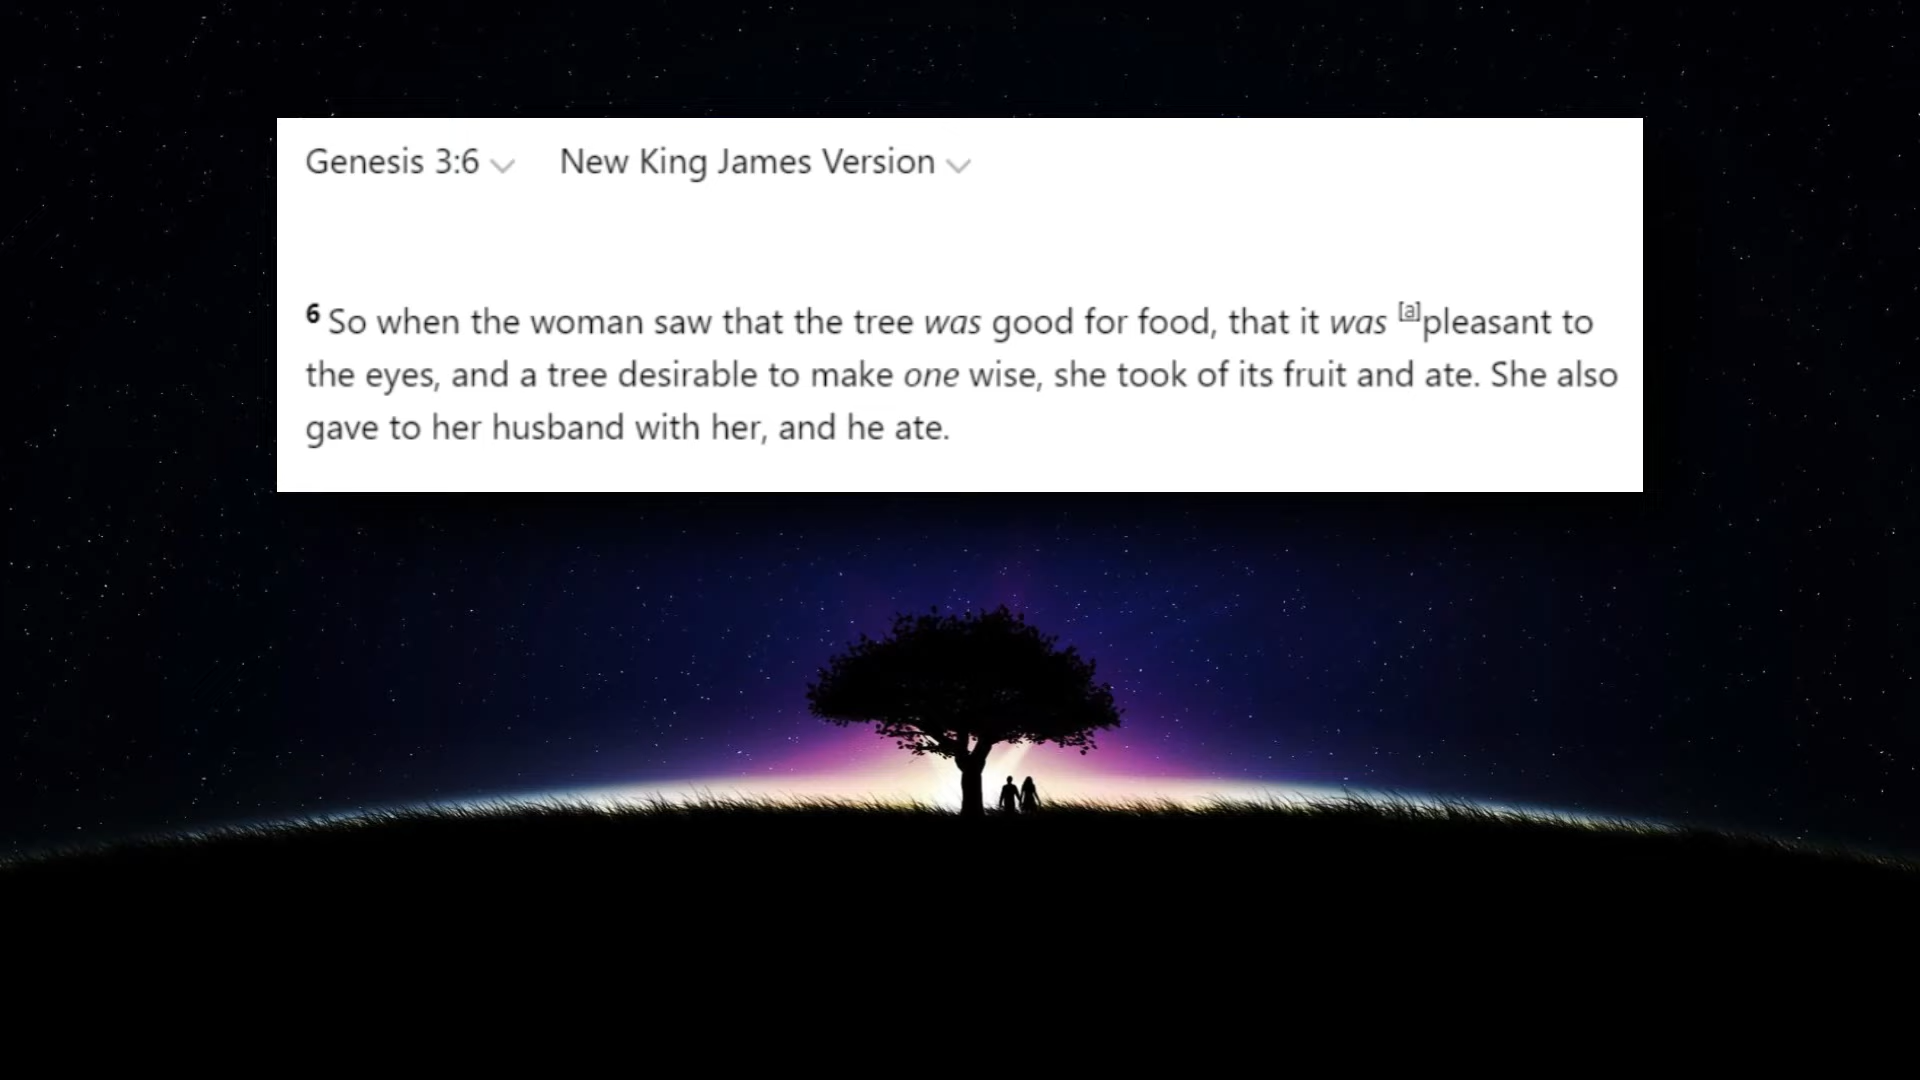 Genesis 3:6 New King James Version
6 So when the woman saw that the tree was good for food, that it was [a]pleasant to
the eyes, and a tree desirable to make one wise, she took of its fruit and ate. She also
gave to her husband with her, and he ate.